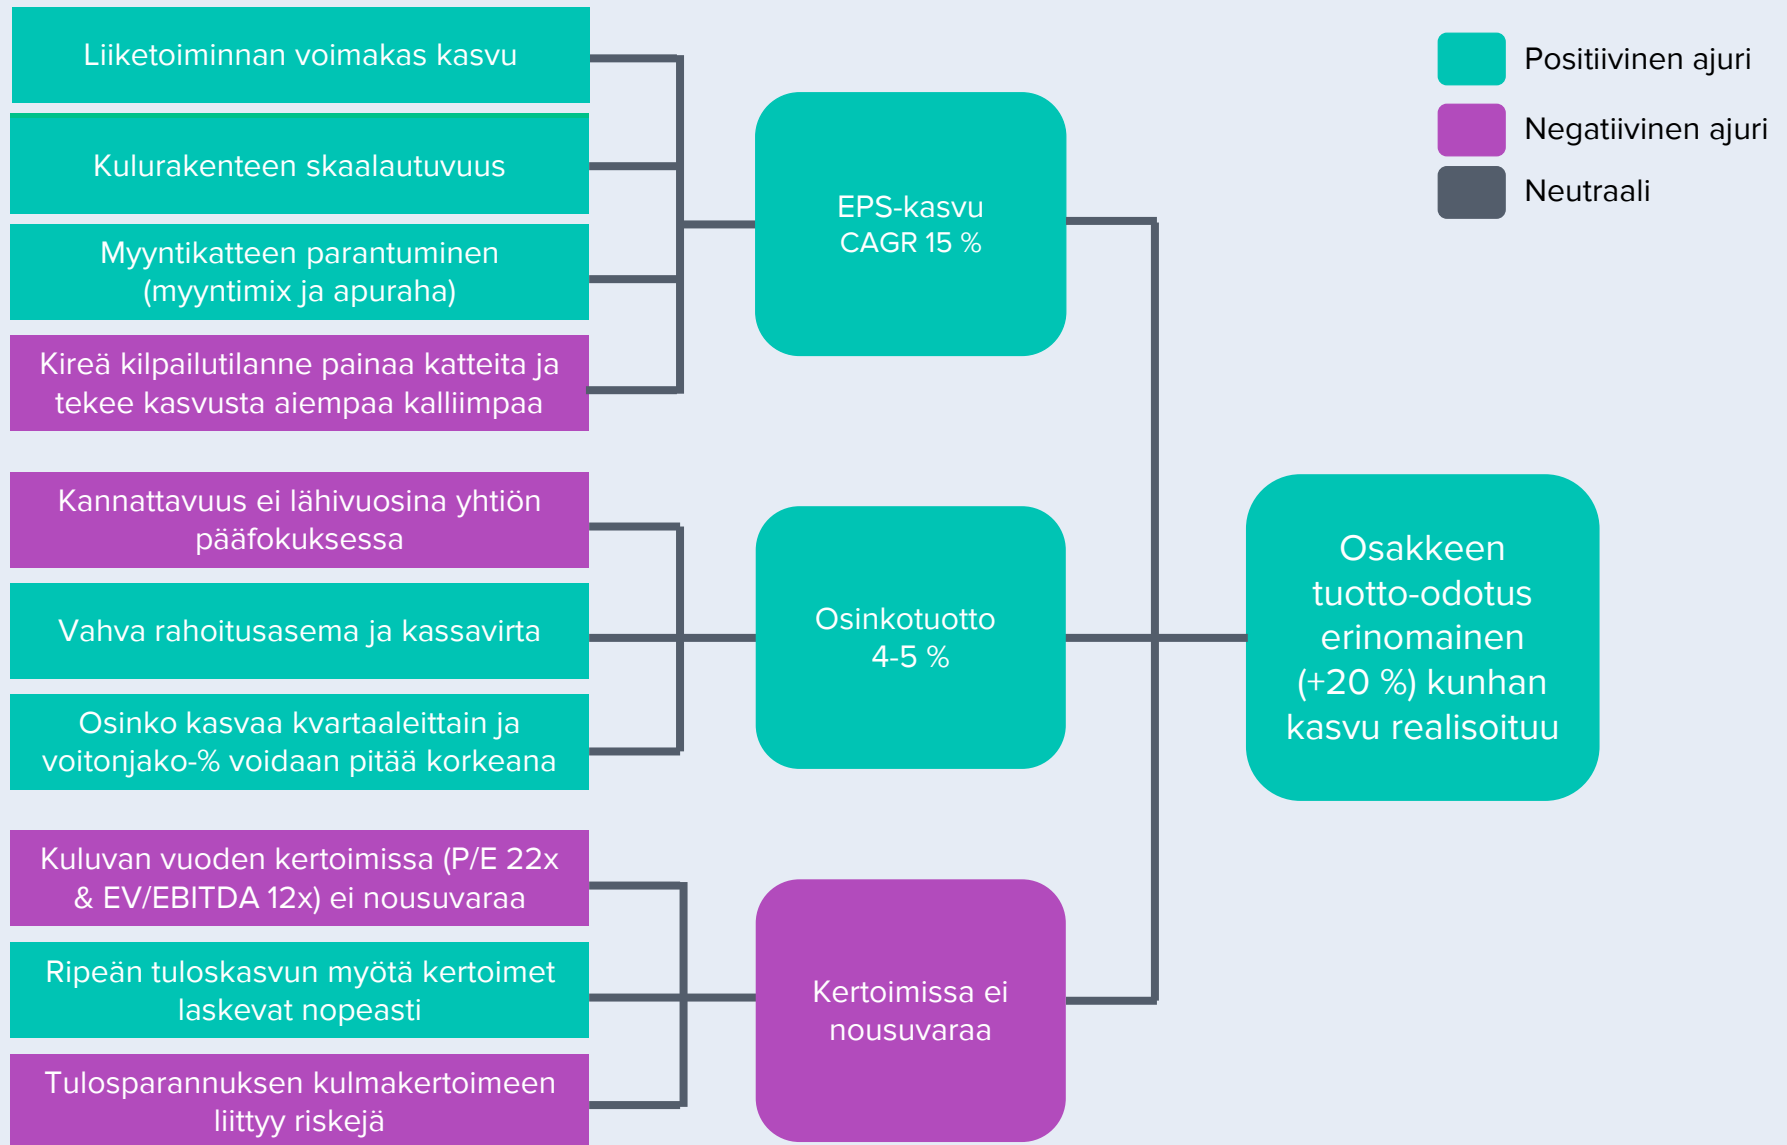 Liiketoiminnan voimakas kasvu
Kulurakenteen skaalautuvuus
Myyntikatteen parantuminen
(myyntimix ja apuraha)
Kireä kilpailutilanne painaa katteita ja
tekee kasvusta aiempaa kalliimpaa
Kannattavuus ei lähivuosina yhtiön
pääfokuksessa
Vahva rahoitusasema ja kassavirta
Osinko kasvaa kvartaaleittain ja
voitonjako-% voidaan pitää korkeana
Kuluvan vuoden kertoimissa (P/E 22x
& EV/EBITDA 12x) ei nousuvaraa
Ripeän tuloskasvun myötä kertoimet
laskevat nopeasti
Tulosparannuksen kulmakertoimeen
liittyy riskejä
EPS-kasvu
CAGR 15 %
Osinkotuotto
4-5 %
Kertoimissa ei
nousuvaraa
Osakkeen
tuotto-odotus
erinomainen
(+20 %) kunhan
kasvu realisoituu
Positiivinen ajuri
Negatiivinen ajuri
Neutraali